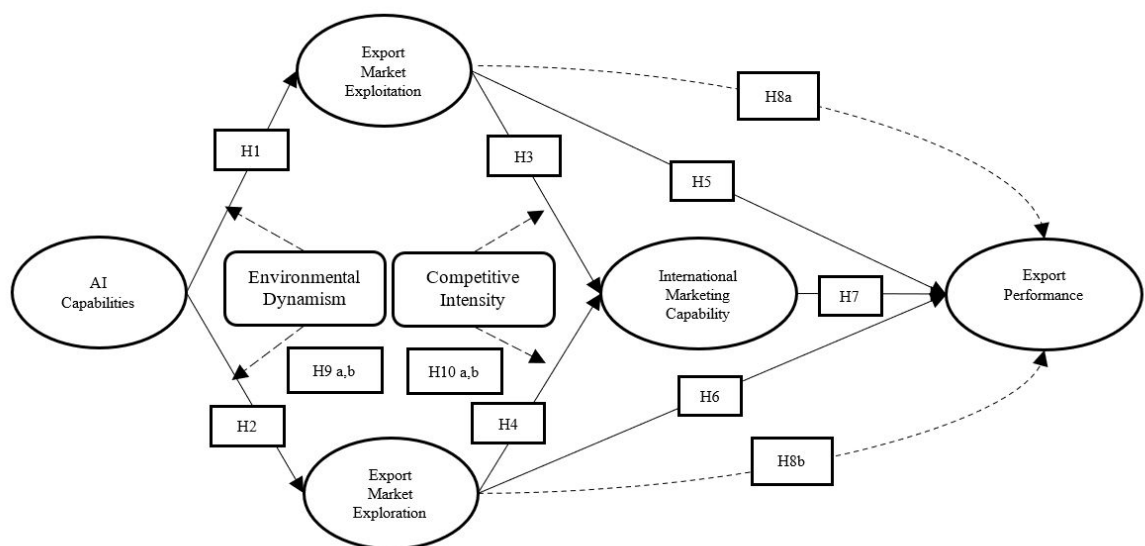 Export
Market
Exploitation
H8a
H1
H3
H5
AI
Capabilities
Environmental
Dynamism
Competitive
Intensity
International
Marketing
Capability
H7
Export
Performance
H9 a,b
H10 a,b
H6
H2
H4
H8b
Export
Market
Exploration